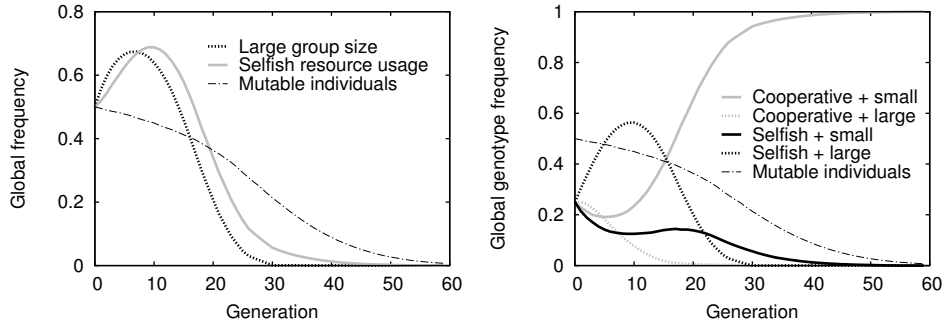 0.8
0.6
0.4
0.2
0
Global frequency
Large group size
Selfish resource usage
Mutable individuals
0 10 20 30 40 50 60
Generation
1
0.8
0.6
0.4
0.2
0
Global genotype frequency
Cooperative + small
Cooperative + large
Selfish + small
Selfish + large
Mutable individuals
0 10 20 30 40 50 60
Generation